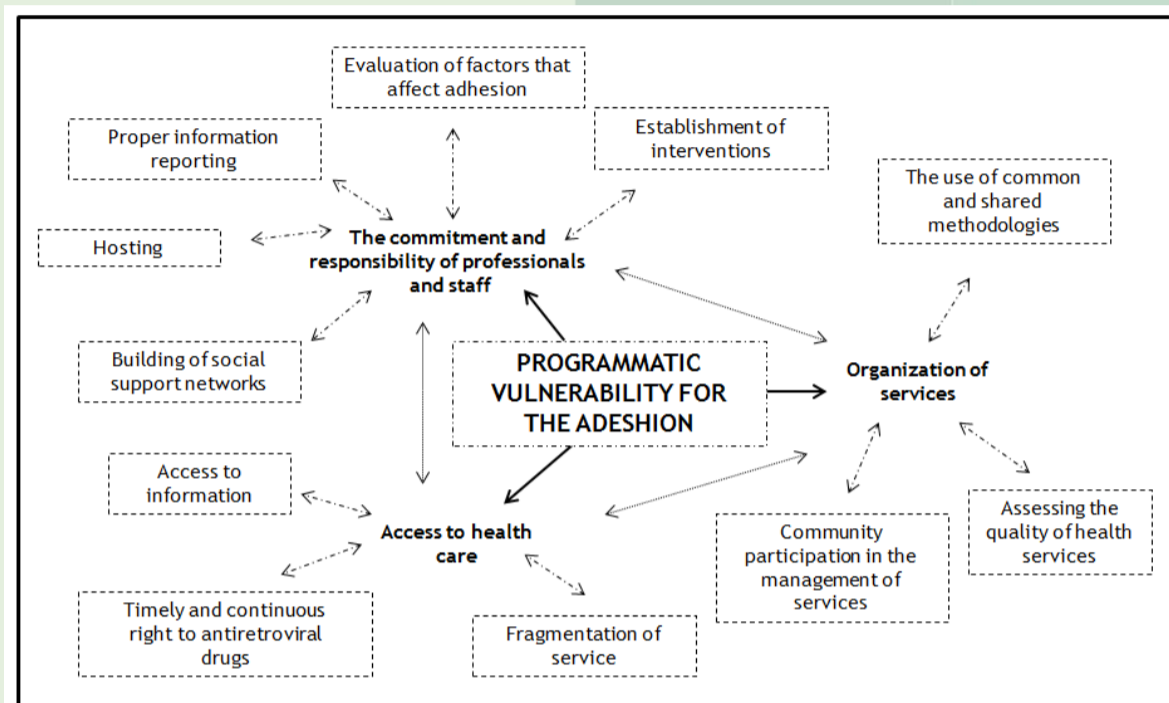 Evaluation of factors that
affect adhesion
Establishment of
interventions
Proper information
reporting
The use of common
and shared
methodologies
Hosting
The commitment and
responsibility of professionals
and staff
Building of social
support networks
PROGRAMMATIC
VULNERABILITY FOR
THE ADESHION
Organization of
services
Access to
information
Access to health
care
Community
participation in the
management of
services
Assessing the
quality of health
services
Timely and continuous
right to antiretroviral
drugs
Fragmentation of
service